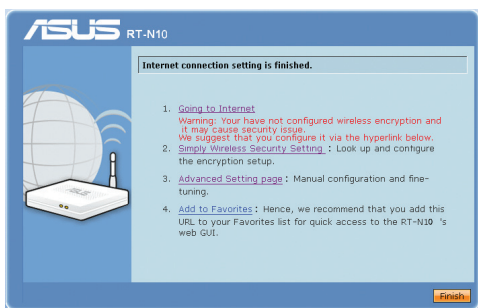 ASUS RT-N10
Internet connection setting is finished.
1. Going to Internet
Warning: Your have not configured wireless encryption and
it may cause security issue.
We suggest that you configure it via the hyperlink below.
2. Simply Wireless Security Setting : Look up and configure
the encryption setup.
3. Advanced Setting page : Manual configuration and fine-
tuning.
4. Add to Favorites : Hence, we recommend that you add this
URL to your Favorites list for quick access to the RT-N10 's
web GUI.
/ISUS
Finish